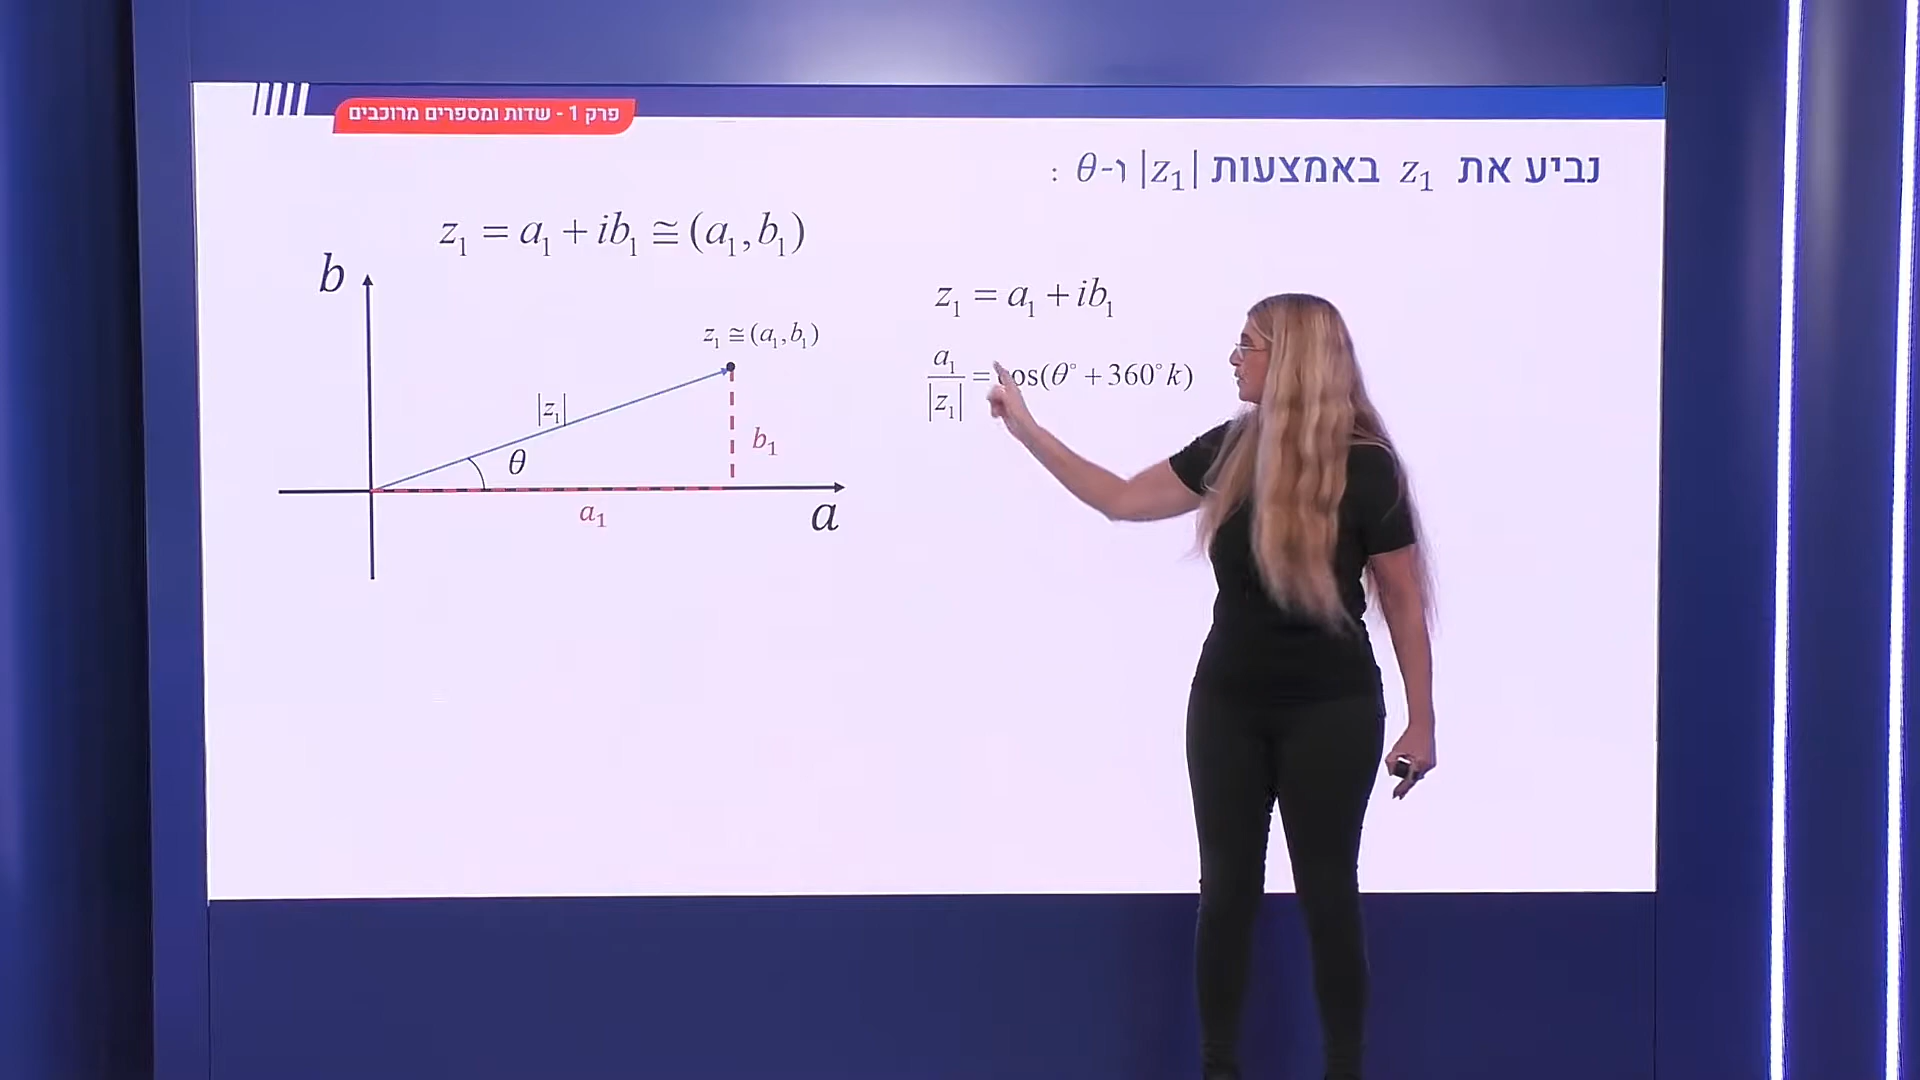 פרק 1 - שדות ומספרים מרוכבים
נביע את z₁ באמצעות |z₁| ו-θ :
z₁ = a₁ + ib₁ ≅ (a₁, b₁)
b
z₁ ≅ (a₁, b₁)
|z₁|
θ
b₁
a₁
a
z₁ = a₁ + ib₁
a₁/|z₁| = cos(θ° + 360°k)